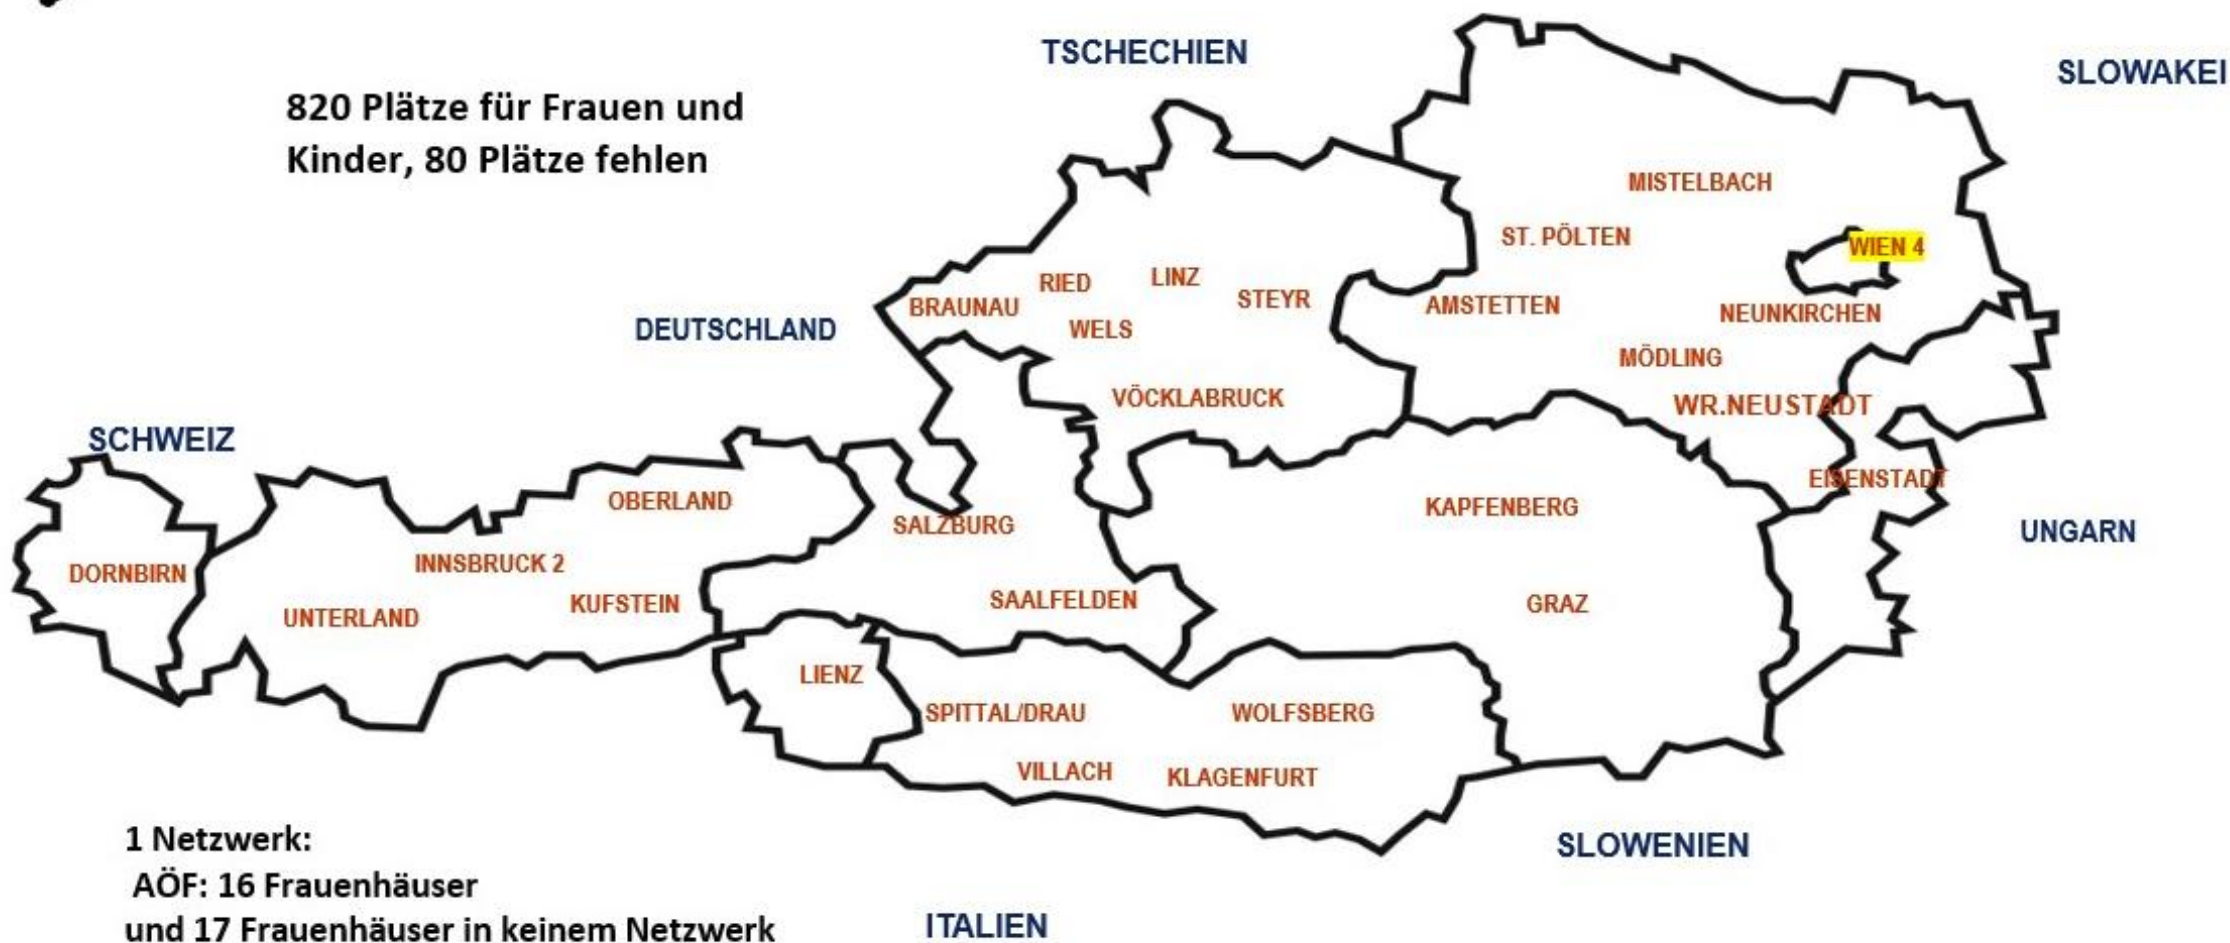 TSCHECHIEN
SLOWAKEI
820 Plätze für Frauen und
Kinder, 80 Plätze fehlen
MISTELBACH
ST. PÖLTEN
WIEN 4
RIED
LINZ
STEYR
BRAUNAU
AMSTETTEN
NEUNKIRCHEN
DEUTSCHLAND
WELS
MÖDLING
VÖCKLABRUCK
WR.NEUSTADT
SCHWEIZ
EISENSTADT
OBERLAND
KAPFENBERG
SALZBURG
UNGARN
INNSBRUCK 2
DORNBIRN
SAALFELDEN
KUFSTEIN
GRAZ
UNTERLAND
LIENZ
SPITTAL/DRAU
WOLFSBERG
VILLACH
KLAGENFURT
1 Netzwerk:
AÖF: 16 Frauenhäuser
und 17 Frauenhäuser in keinem Netzwerk
SLOWENIEN
ITALIEN